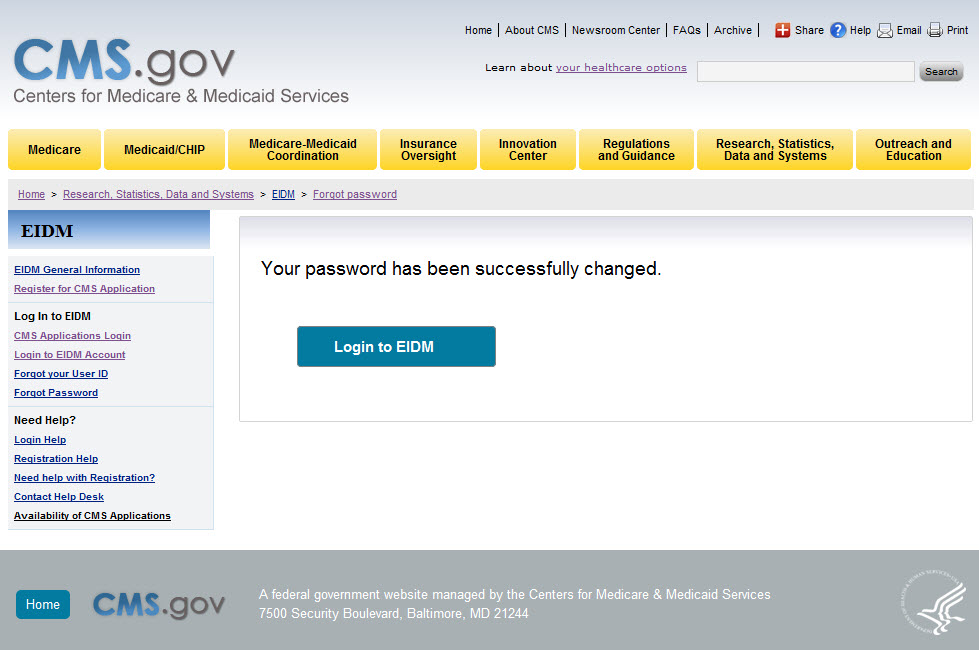 Home | About CMS | Newsroom Center | FAQs | Archive | Share Help Email Print
CMS.gov
Learn about your healthcare options Search
Centers for Medicare & Medicaid Services
Medicare Medicaid/CHIP Medicare-Medicaid Coordination Insurance Oversight Innovation Center Regulations and Guidance Research, Statistics, Data and Systems Outreach and Education
Home > Research, Statistics, Data and Systems > EIDM > Forgot password
EIDM
EIDM General Information
Register for CMS Application
Log In to EIDM
CMS Applications Login
Login to EIDM Account
Forgot your User ID
Forgot Password
Need Help?
Login Help
Registration Help
Need help with Registration?
Contact Help Desk
Availability of CMS Applications
Your password has been successfully changed.
Login to EIDM
Home
CMS.gov
A federal government website managed by the Centers for Medicare & Medicaid Services
7500 Security Boulevard, Baltimore, MD 21244